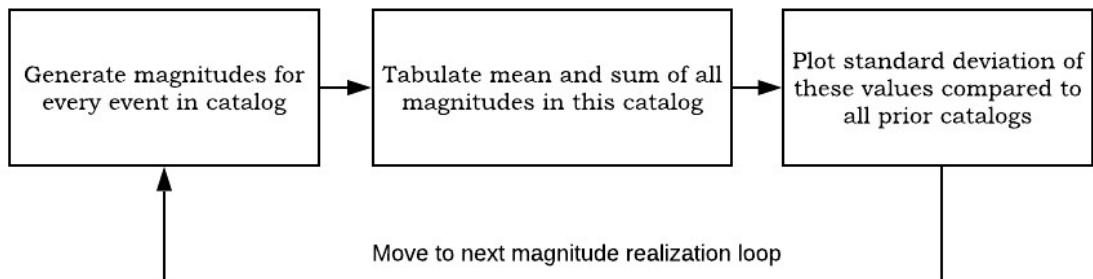 Generate magnitudes for
every event in catalog
Tabulate mean and sum of all
magnitudes in this catalog
Plot standard deviation of
these values compared to
all prior catalogs
Move to next magnitude realization loop